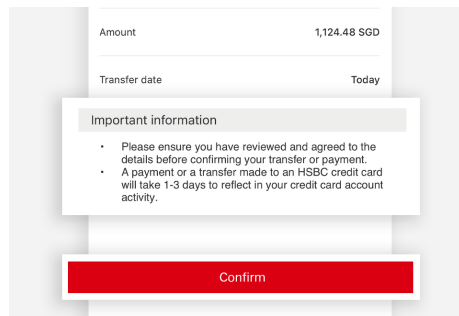 Amount 1,124.48 SGD
Transfer date Today
Important information
• Please ensure you have reviewed and agreed to the
details before confirming your transfer or payment.
• A payment or a transfer made to an HSBC credit card
will take 1-3 days to reflect in your credit card account
activity.
Confirm